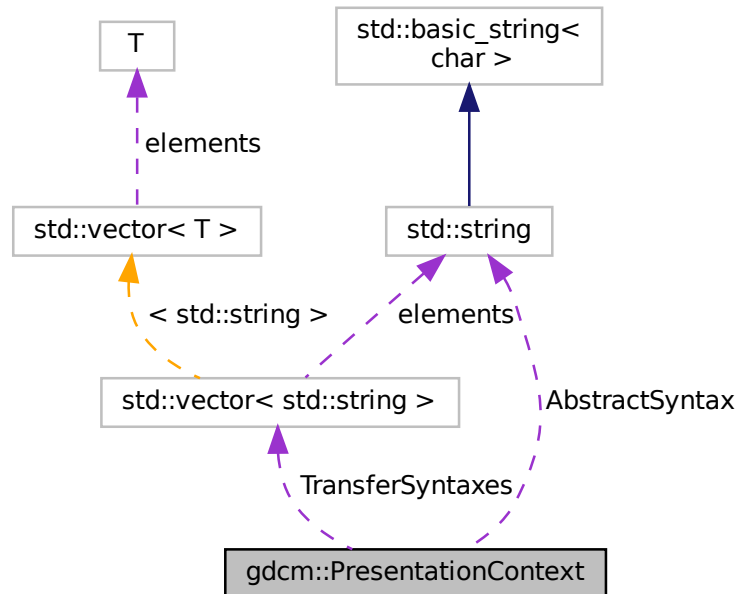 T
std::basic_string<
char >
elements
std::vector< T >
std::string
< std::string >
elements
std::vector< std::string >
AbstractSyntax
TransferSyntaxes
gdcm::PresentationContext